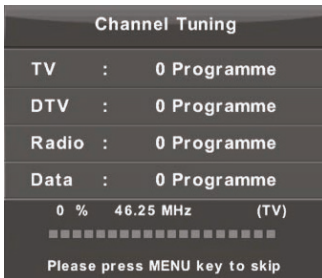 Channel Tuning
TV : 0 Programme
DTV : 0 Programme
Radio : 0 Programme
Data : 0 Programme
0 % 46.25 MHz (TV)
Please press MENU key to skip